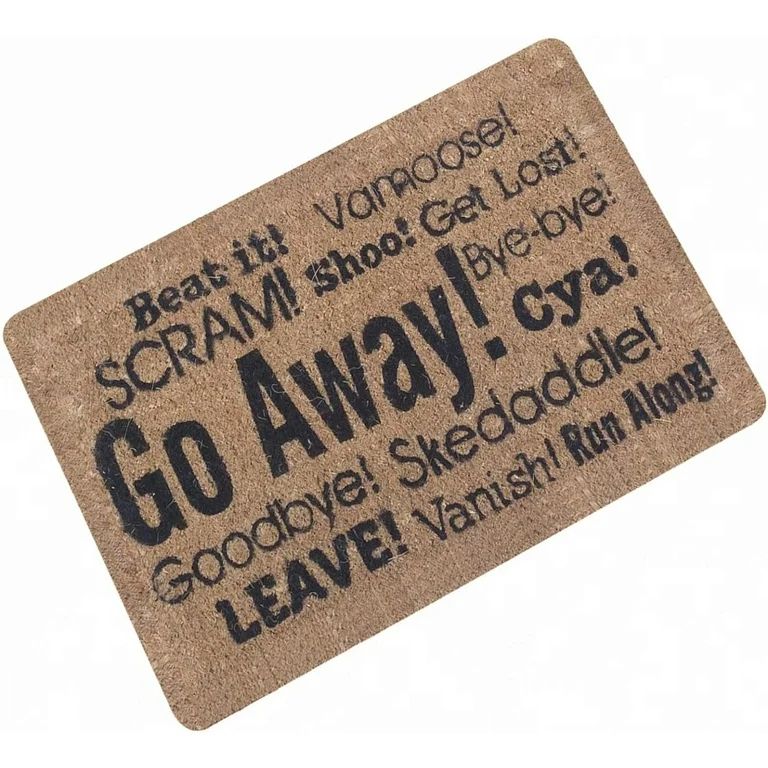 Vamoose!
Beat it! Shoo! Get Lost!
SCRAM! Bye-bye!
Go Away! Cya!
Goodbye! Skedaddle!
LEAVE! Vanish! Run Along!